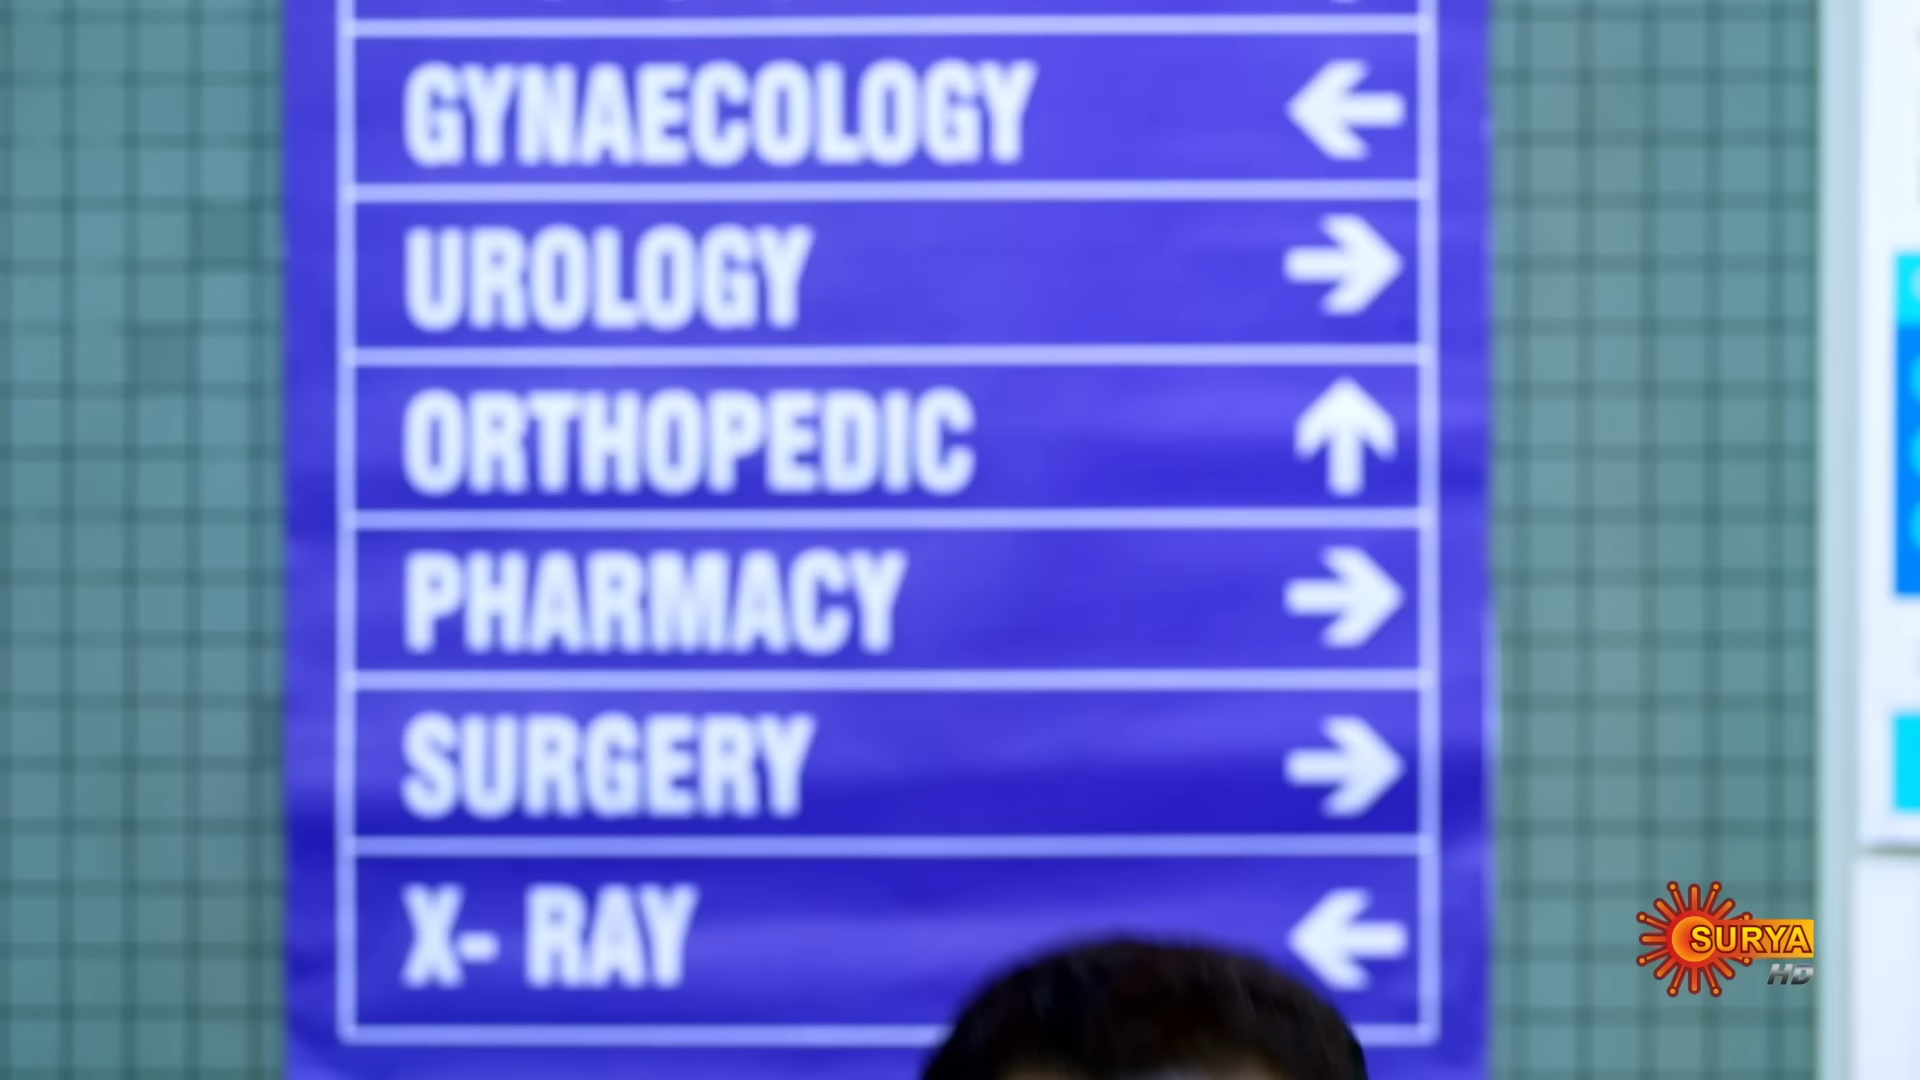 GYNAECOLOGY
UROLOGY
ORTHOPEDIC
PHARMACY
SURGERY
X- RAY
SURYA
HD